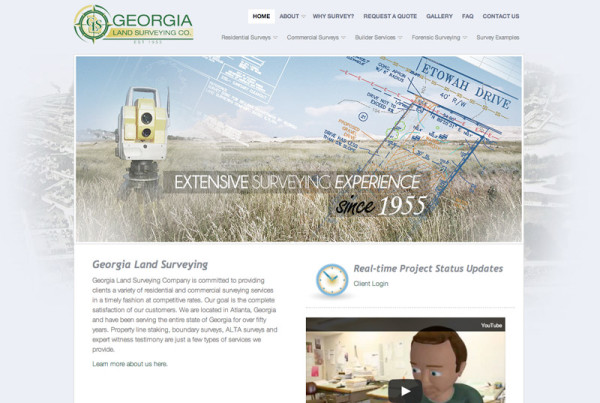 GLS
GEORGIA
LAND SURVEYING CO.
EST 1955
HOME ABOUT WHY SURVEY? REQUEST A QUOTE GALLERY FAQ CONTACT US
Residential Surveys Commercial Surveys Builder Services Forensic Surveying Survey Examples
ETOWAH DRIVE
40' R/W
EXTENSIVE SURVEYING EXPERIENCE
since 1955
Georgia Land Surveying
Georgia Land Surveying Company is committed to providing
clients a variety of residential and commercial surveying services
in a timely fashion at competitive rates. Our goal is the complete
satisfaction of our customers. We are located in Atlanta, Georgia
and have been serving the entire state of Georgia for over fifty
years. Property line staking, boundary surveys, ALTA surveys and
expert witness testimony are just a few types of services we
provide.
Learn more about us here.
Real-time Project Status Updates
Client Login
YouTube